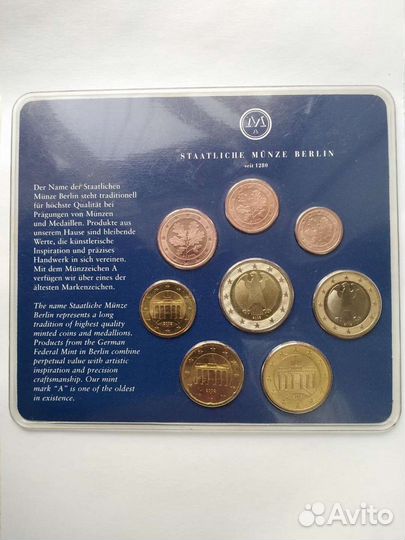 STAATLICHE MÜNZE BERLIN
seit 1280
Der Name der Staatlichen
Münze Berlin steht traditionell
für höchste Qualität bei
Prägungen von Münzen
und Medaillen. Produkte aus
unserem Hause sind bleibende
Werte, die künstlerische
Inspiration und präzises
Handwerk in sich vereinen.
Mit dem Münzzeichen A
verfügen wir über eines der
ältesten Markenzeichen.
The name Staatliche Münze
Berlin represents a long
tradition of highest quality
minted coins and medallions.
Products from the German
Federal Mint in Berlin combine
perpetual value with artistic
inspiration and precision
craftsmanship. Our mint
mark "A" is one of the oldest
in existence.
Avito